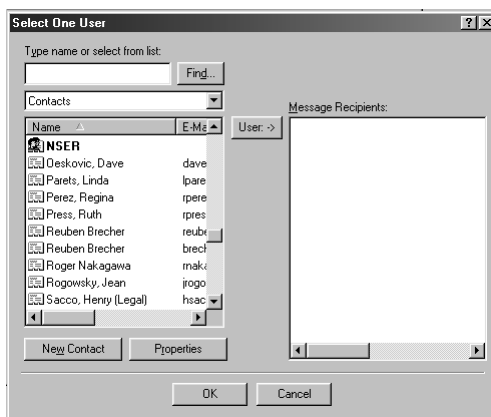 Select One User
Type name or select from list:
Find...
Contacts
Message Recipients:
Name E-Ma
User: ->
NSER
Oeskovic, Dave dave
Parets, Linda lpare
Perez, Regina rpere
Press, Ruth rpres
Reuben Brecher reube
Reuben Brecher brech
Roger Nakagawa rnaka
Rogowsky, Jean jrogo
Sacco, Henry (Legal) hsac
New Contact Properties
OK Cancel